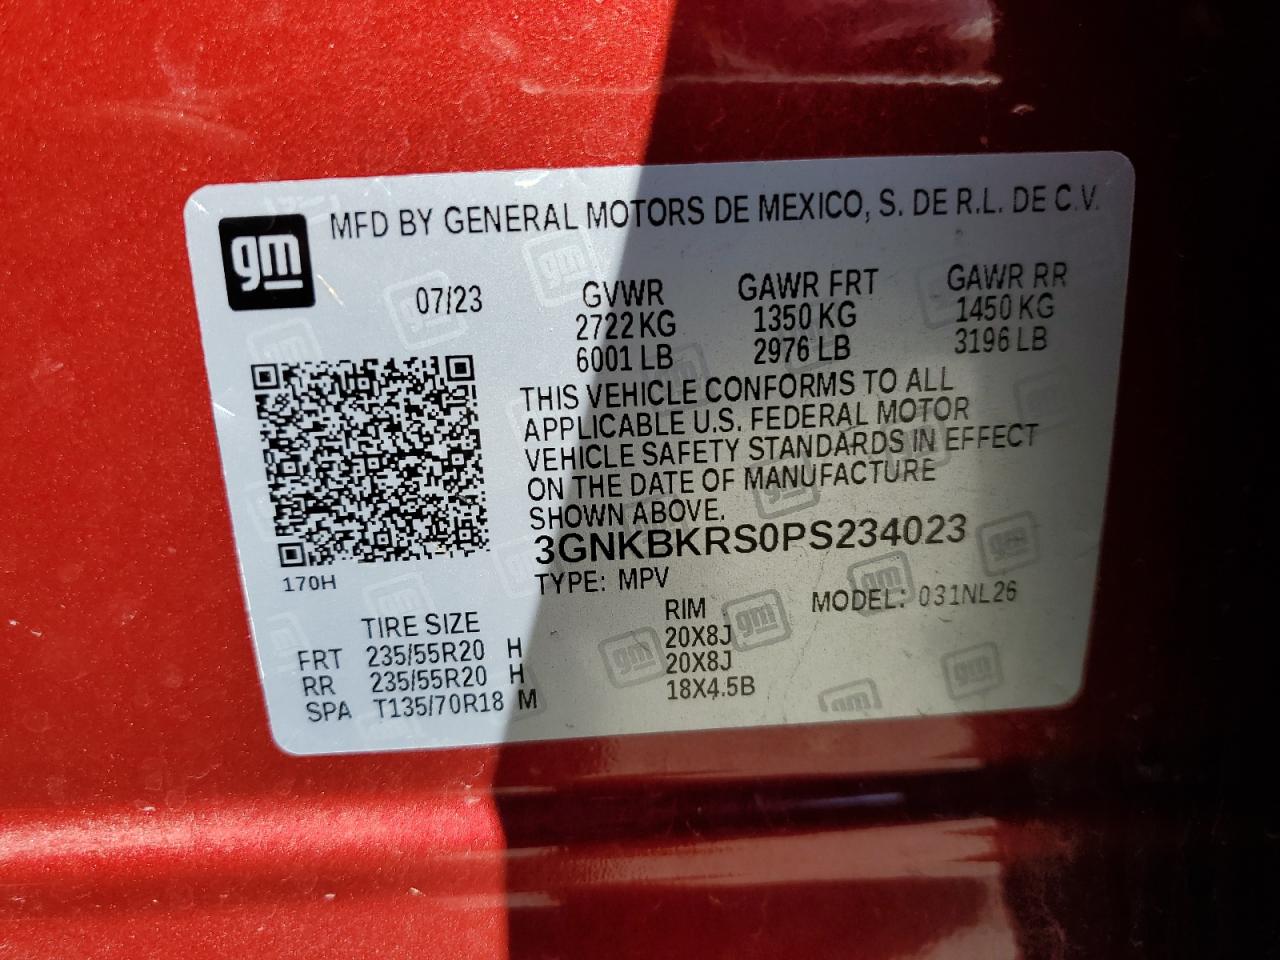 gm
MFD BY GENERAL MOTORS DE MEXICO, S. DE R.L. DE C.V.
07/23
GVWR GAWR FRT GAWR RR
2722 KG 1350 KG 1450 KG
6001 LB 2976 LB 3196 LB
THIS VEHICLE CONFORMS TO ALL
APPLICABLE U.S. FEDERAL MOTOR
VEHICLE SAFETY STANDARDS IN EFFECT
ON THE DATE OF MANUFACTURE
SHOWN ABOVE.
3GNKBKRS0PS234023
170H
TYPE: MPV
MODEL: 031NL26
TIRE SIZE RIM
FRT 235/55R20 H 20X8J
RR 235/55R20 H 20X8J
SPA T135/70R18 M 18X4.5B